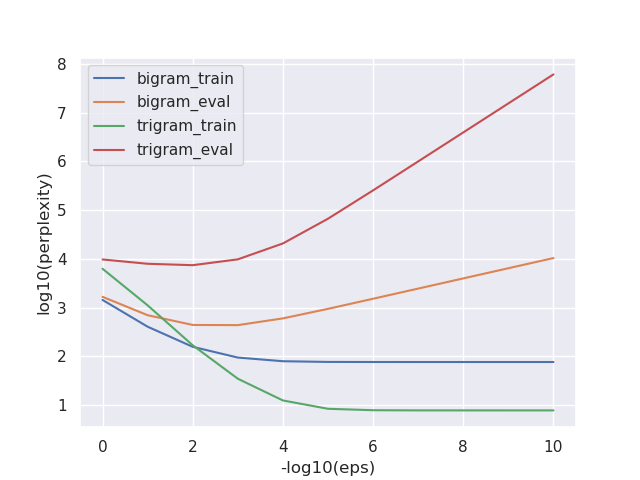 bigram_train
bigram_eval
trigram_train
trigram_eval
8
7
6
5
4
3
2
1
log10(perplexity)
0 2 4 6 8 10
-log10(eps)